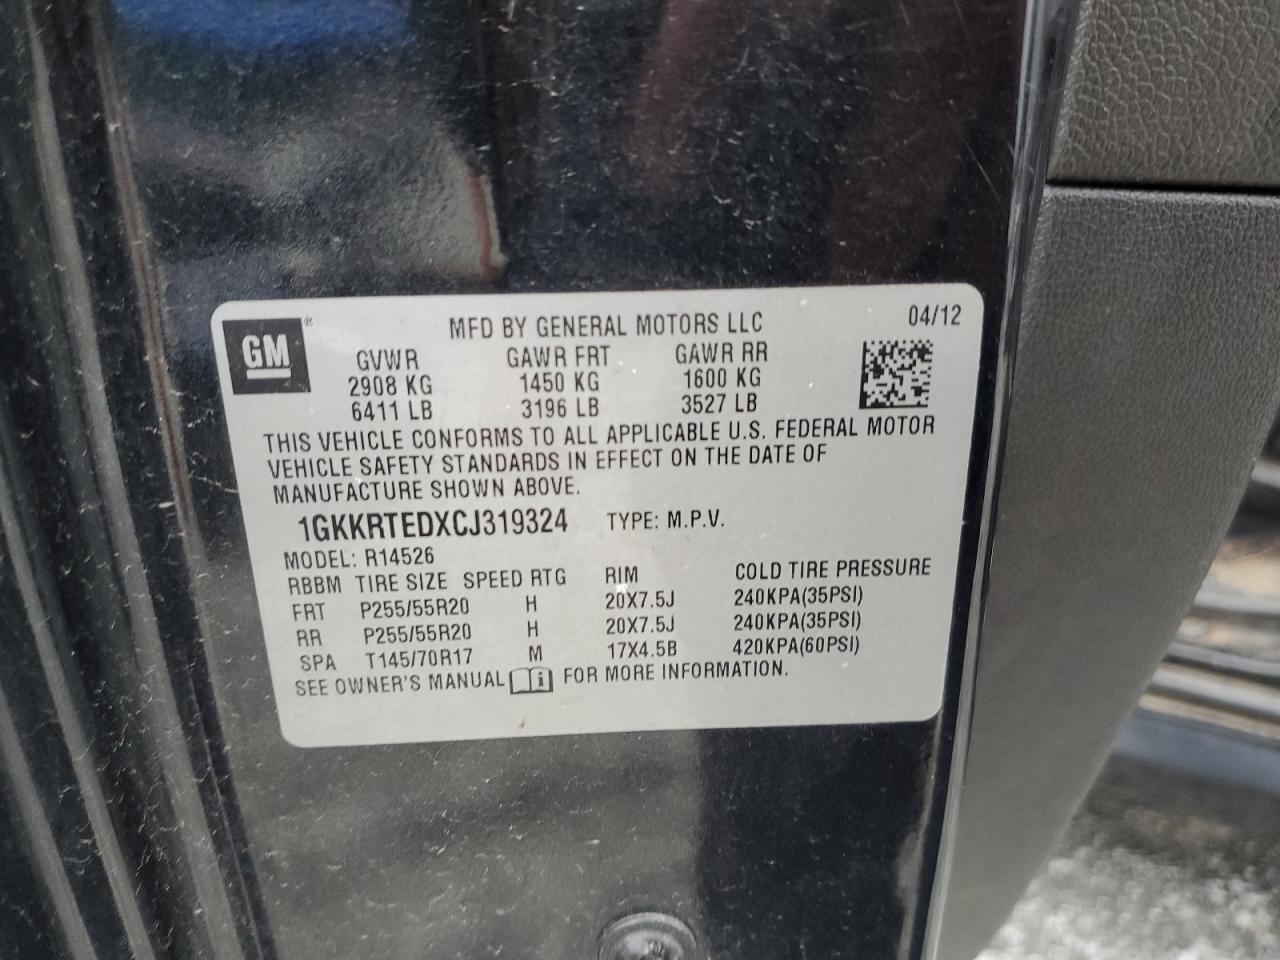 MFD BY GENERAL MOTORS LLC 04/12
GM ®
GVWR GAWR FRT GAWR RR
2908 KG 1450 KG 1600 KG
6411 LB 3196 LB 3527 LB
THIS VEHICLE CONFORMS TO ALL APPLICABLE U.S. FEDERAL MOTOR
VEHICLE SAFETY STANDARDS IN EFFECT ON THE DATE OF
MANUFACTURE SHOWN ABOVE.
1GKKRTEDXCJ319324 TYPE: M.P.V.
MODEL: R14526
RBBM TIRE SIZE SPEED RTG RIM COLD TIRE PRESSURE
FRT P255/55R20 H 20X7.5J 240KPA(35PSI)
RR P255/55R20 H 20X7.5J 240KPA(35PSI)
SPA T145/70R17 M 17X4.5B 420KPA(60PSI)
SEE OWNER'S MANUAL i FOR MORE INFORMATION.